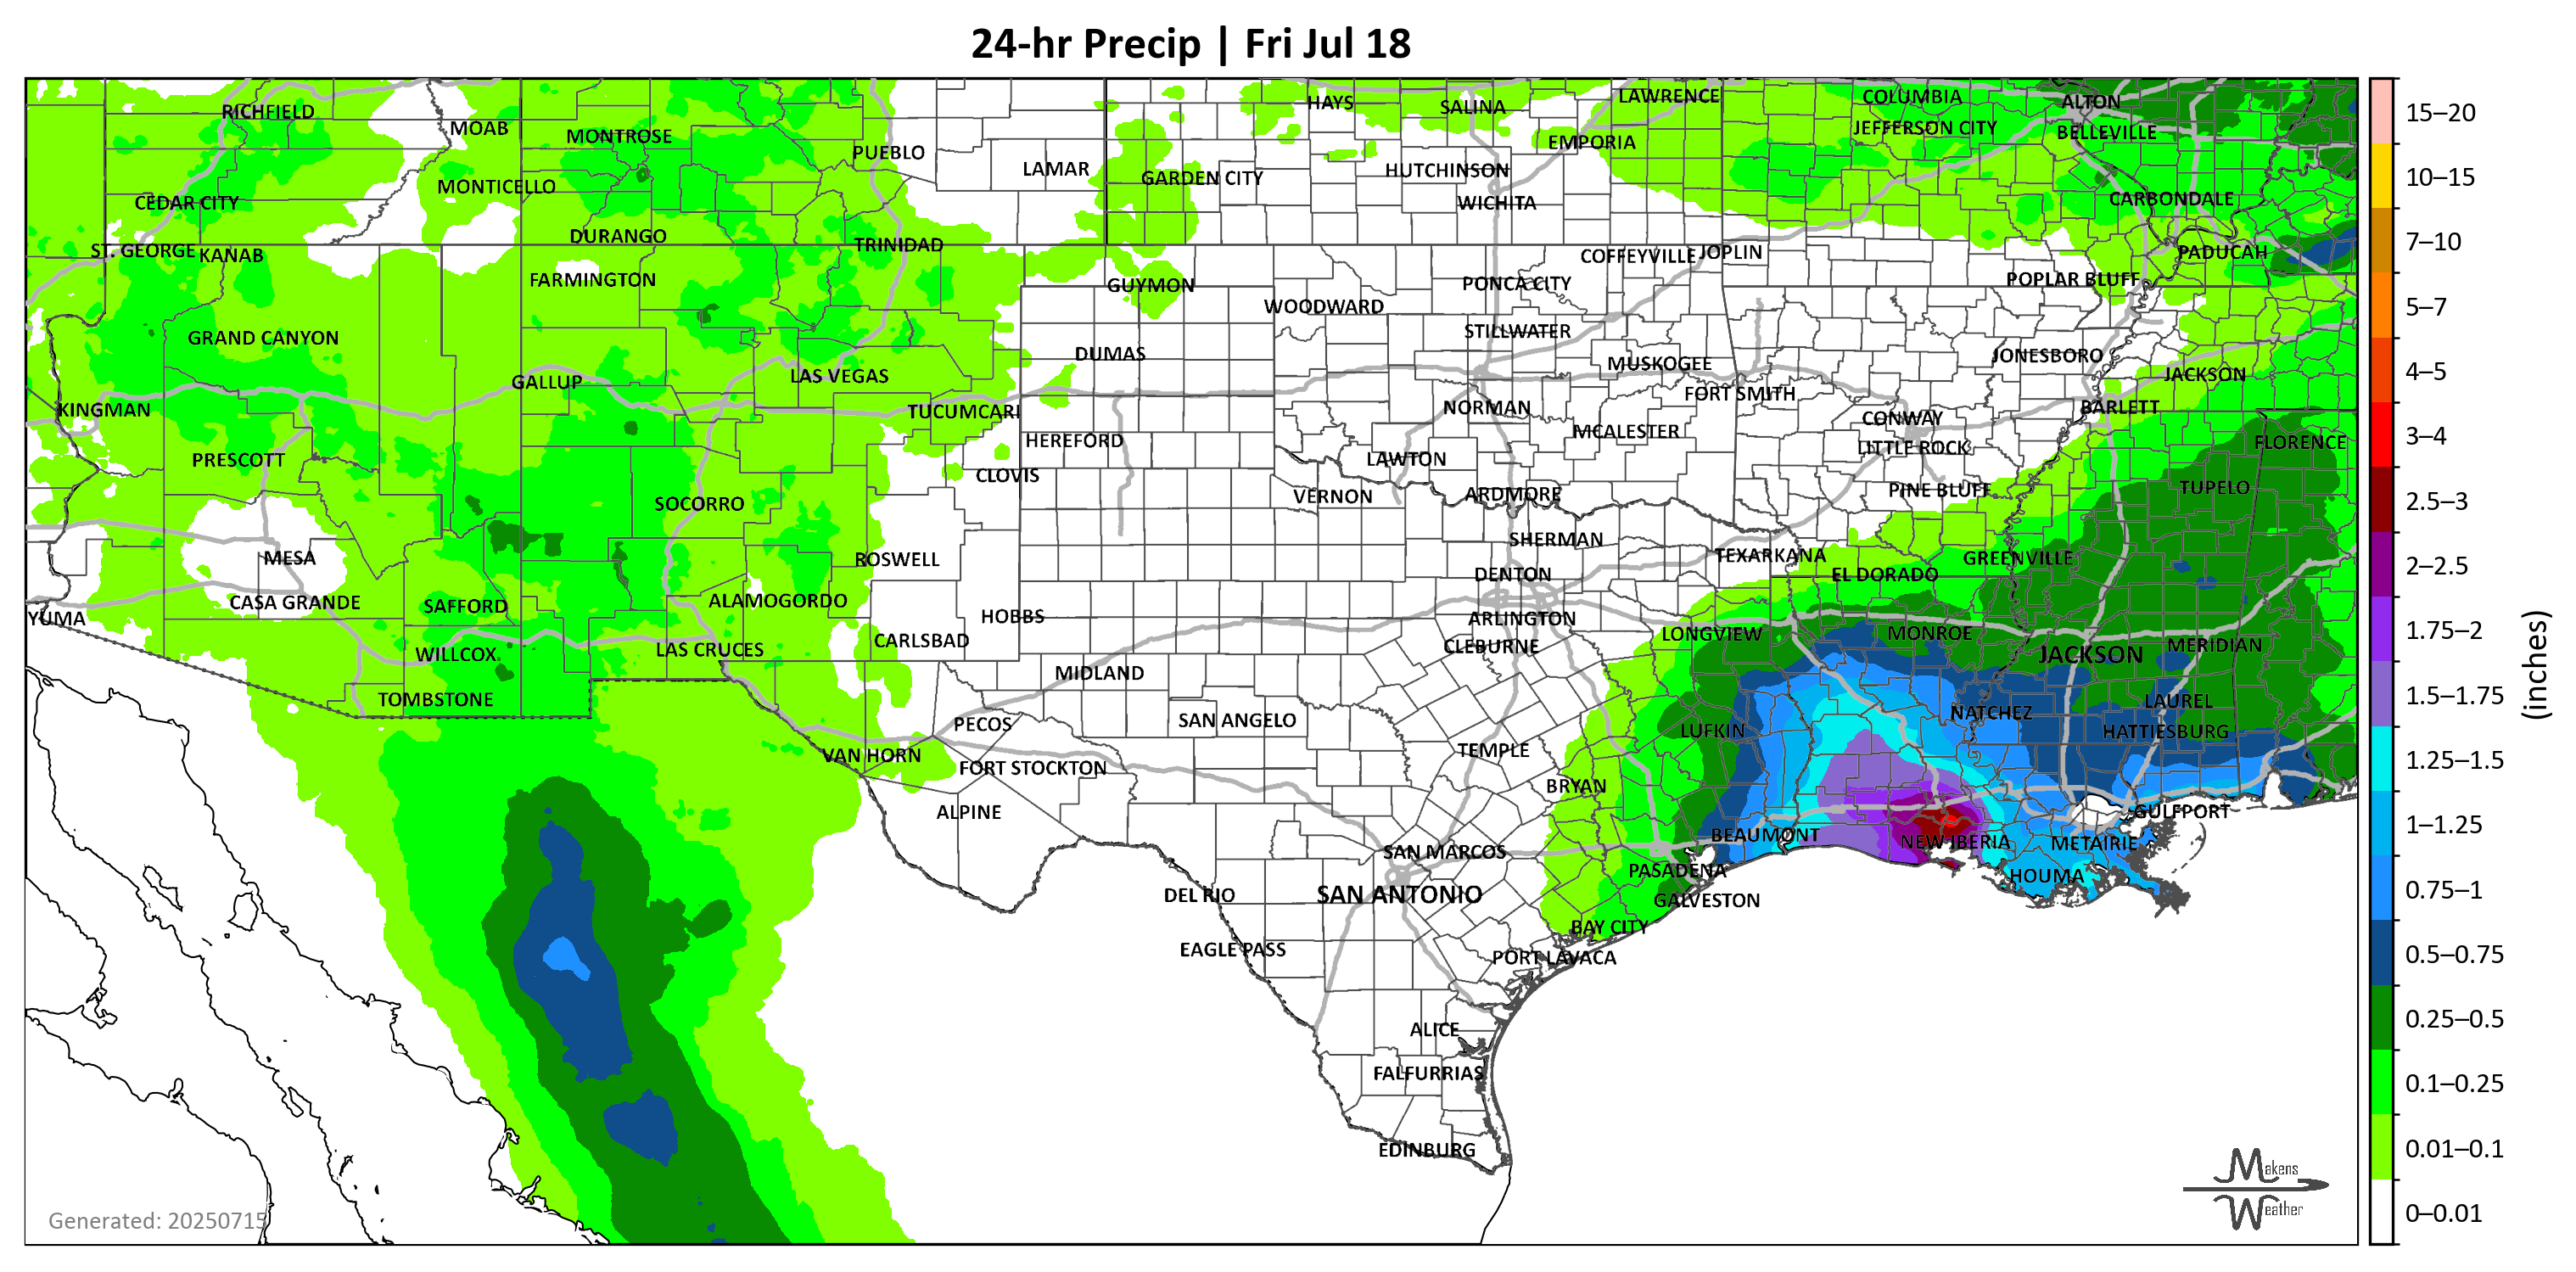 24-hr Precip | Fri Jul 18
RICHFIELD
MOAB
MONTROSE
PUEBLO
LAMAR
HAYS
SALINA
LAWRENCE
COLUMBIA
ALTON
GARDEN CITY
HUTCHINSON
EMPORIA
JEFFERSON CITY
BELLEVILLE
MONTICELLO
CEDAR CITY
WICHITA
CARBONDALE
ST. GEORGE
KANAB
DURANGO
TRINIDAD
COFFEYVILLE
JOPLIN
PADUCAH
FARMINGTON
GUYMON
PONCA CITY
POPLAR BLUFF
WOODWARD
GRAND CANYON
STILLWATER
DUMAS
MUSKOGEE
JONESBORO
GALLUP
LAS VEGAS
FORT SMITH
JACKSON
KINGMAN
TUCUMCARI
NORMAN
CONWAY
BARLETT
HEREFORD
MCALESTER
LITTLE ROCK
FLORENCE
PRESCOTT
CLOVIS
LAWTON
SOCORRO
VERNON
ARDMORE
PINE BLUFF
TUPELO
MESA
ROSWELL
SHERMAN
TEXARKANA
GREENVILLE
CASA GRANDE
SAFFORD
ALAMOGORDO
DENTON
EL DORADO
YUMA
HOBBS
ARLINGTON
WILLCOX
LAS CRUCES
CARLSBAD
CLEBURNE
LONGVIEW
MONROE
JACKSON
MERIDIAN
TOMBSTONE
MIDLAND
PECOS
SAN ANGELO
LUFKIN
NATCHEZ
LAUREL
HATTIESBURG
VAN HORN
FORT STOCKTON
TEMPLE
BRYAN
ALPINE
BEAUMONT
NEW IBERIA
GULFPORT
METAIRIE
SAN MARCOS
PASADENA
HOUMA
DEL RIO
SAN ANTONIO
GALVESTON
BAY CITY
EAGLE PASS
PORT LAVACA
ALICE
FALFURRIAS
EDINBURG
Generated: 20250715
Makens
Weather
15–20
10–15
7–10
5–7
4–5
3–4
2.5–3
2–2.5
1.75–2
1.5–1.75
1.25–1.5
1–1.25
0.75–1
0.5–0.75
0.25–0.5
0.1–0.25
0.01–0.1
0–0.01
(inches)